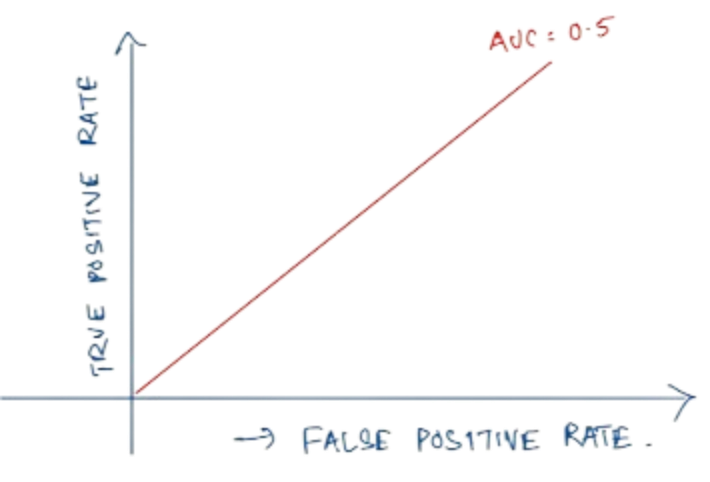 AUC = 0.5
TRUE POSITIVE RATE
→ FALSE POSITIVE RATE.